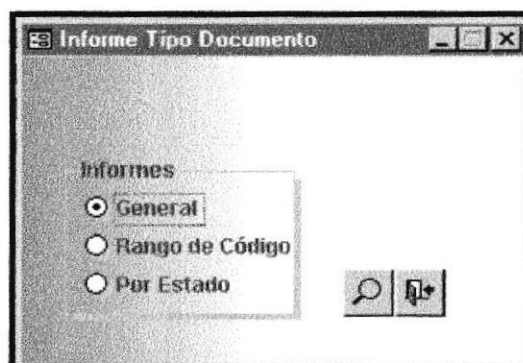 Informe Tipo Documento
Informes
General
Rango de Código
Por Estado